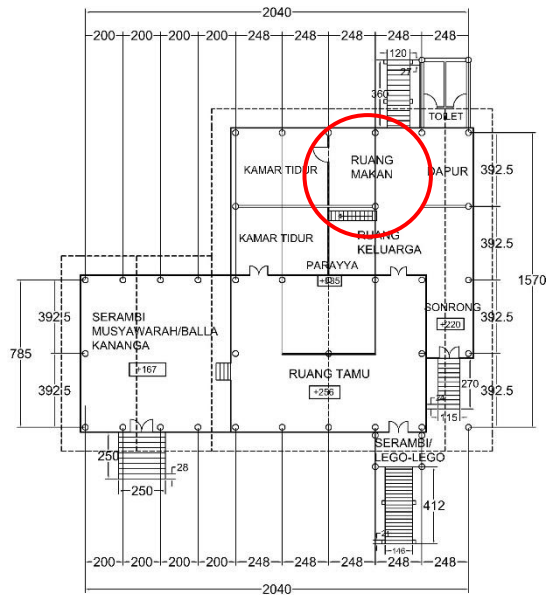 2040
200 200 200 200 248 248 248 248 248
120
27
360
TOILET
KAMAR TIDUR
RUANG
MAKAN
DAPUR
392.5
KAMAR TIDUR
RUANG
KELUARGA
392.5
PARAYYA
1570
SERAMBI
MUSYAWARAH/BALLA
KANANGA
+167
392.5
785
392.5
SONRONG
+220
392.5
RUANG TAMU
+256
270
115
392.5
SERAMBI/
LEGO-LEGO
250
28
250
412
146
200 200 200 200 248 248 248 248 248
2040